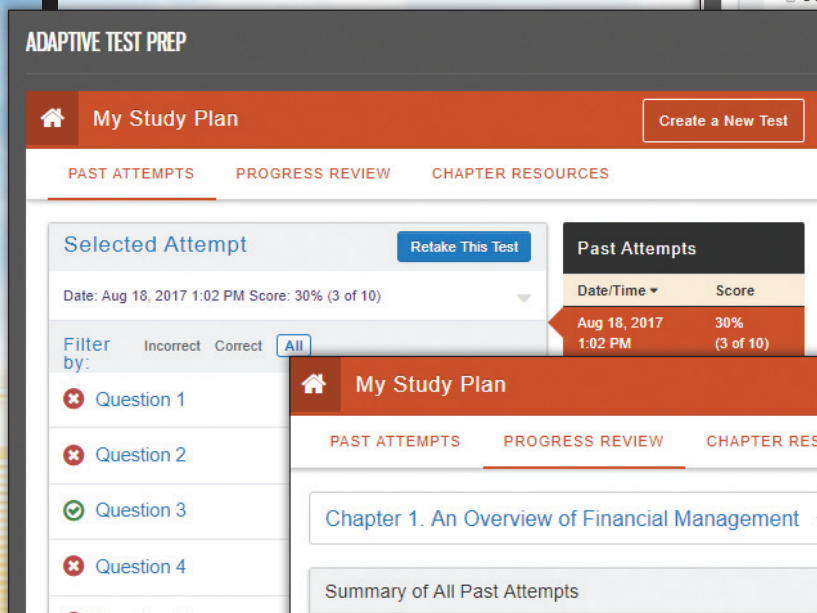 ADAPTIVE TEST PREP
My Study Plan
Create a New Test
PAST ATTEMPTS PROGRESS REVIEW CHAPTER RESOURCES
Selected Attempt
Retake This Test
Date: Aug 18, 2017 1:02 PM Score: 30% (3 of 10)
Filter by:
Incorrect Correct All
Question 1
Question 2
Question 3
Question 4
Past Attempts
Date/Time Score
Aug 18, 2017 30%
1:02 PM (3 of 10)
My Study Plan
PAST ATTEMPTS PROGRESS REVIEW CHAPTER RES
Chapter 1. An Overview of Financial Management
Summary of All Past Attempts